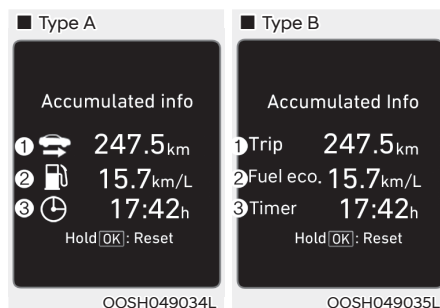 ■ Type A
Accumulated info
① 247.5km
② 15.7km/L
③ 17:42h
Hold OK : Reset
OOSH049034L
■ Type B
Accumulated Info
① Trip 247.5km
② Fuel eco. 15.7km/L
③ Timer 17:42h
Hold OK : Reset
OOSH049035L